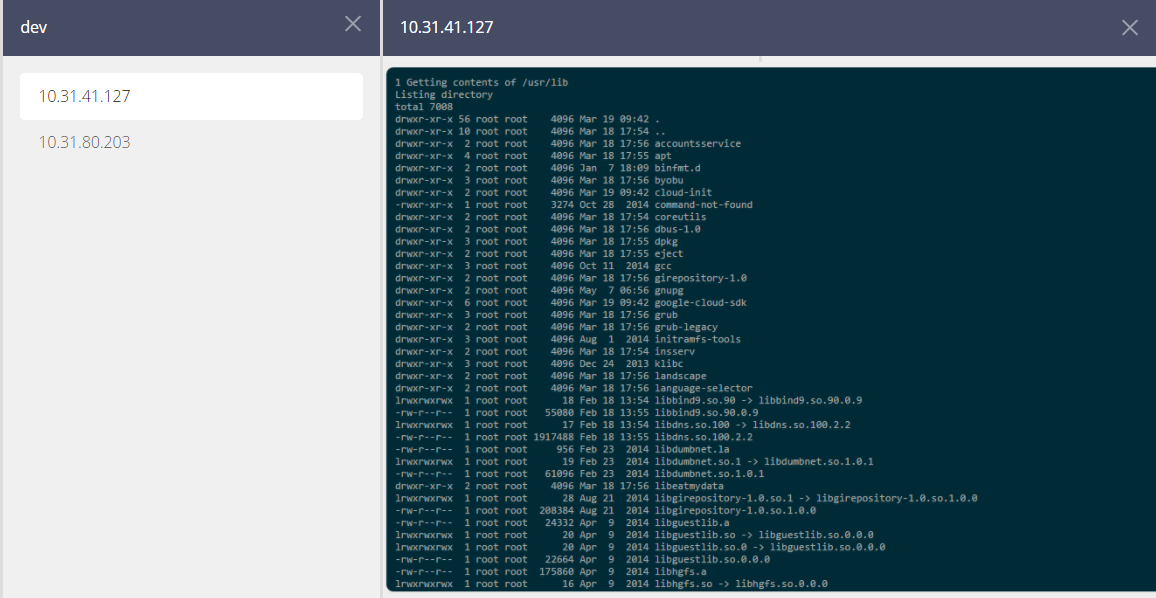 dev
10.31.41.127
10.31.80.203
10.31.41.127
1 Getting contents of /usr/lib
Listing directory
total 7008
drwxr-xr-x 56 root root    4096 Mar 19 09:42 .
drwxr-xr-x 10 root root    4096 Mar 18 17:54 ..
drwxr-xr-x  2 root root    4096 Mar 18 17:56 accountsservice
drwxr-xr-x  4 root root    4096 Mar 18 17:55 apt
drwxr-xr-x  2 root root    4096 Jan  7 18:09 binfmt.d
drwxr-xr-x  3 root root    4096 Mar 18 17:56 byobu
drwxr-xr-x  2 root root    4096 Mar 19 09:42 cloud-init
-rwxr-xr-x  1 root root    3274 Oct 28  2014 command-not-found
drwxr-xr-x  2 root root    4096 Mar 18 17:54 coreutils
drwxr-xr-x  2 root root    4096 Mar 18 17:56 dbus-1.0
drwxr-xr-x  3 root root    4096 Mar 18 17:55 dpkg
drwxr-xr-x  2 root root    4096 Mar 18 17:55 eject
drwxr-xr-x  3 root root    4096 Oct 11  2014 gcc
drwxr-xr-x  2 root root    4096 Mar 18 17:56 girepository-1.0
drwxr-xr-x  2 root root    4096 May  7 06:56 gnupg
drwxr-xr-x  6 root root    4096 Mar 19 09:42 google-cloud-sdk
drwxr-xr-x  3 root root    4096 Mar 18 17:56 grub
drwxr-xr-x  2 root root    4096 Mar 18 17:56 grub-legacy
drwxr-xr-x  3 root root    4096 Aug  1  2014 initramfs-tools
drwxr-xr-x  2 root root    4096 Mar 18 17:54 insserv
drwxr-xr-x  3 root root    4096 Dec 24  2013 klibc
drwxr-xr-x  2 root root    4096 Mar 18 17:56 landscape
drwxr-xr-x  2 root root    4096 Mar 18 17:56 language-selector
lrwxrwxrwx  1 root root      18 Feb 18 13:54 libbind9.so.90 -> libbind9.so.90.0.9
-rw-r--r--  1 root root   55080 Feb 18 13:55 libbind9.so.90.0.9
lrwxrwxrwx  1 root root      17 Feb 18 13:54 libdns.so.100 -> libdns.so.100.2.2
-rw-r--r--  1 root root 1917488 Feb 18 13:55 libdns.so.100.2.2
-rw-r--r--  1 root root     956 Feb 23  2014 libdumbnet.la
lrwxrwxrwx  1 root root      19 Feb 23  2014 libdumbnet.so.1 -> libdumbnet.so.1.0.1
-rw-r--r--  1 root root   61096 Feb 23  2014 libdumbnet.so.1.0.1
drwxr-xr-x  2 root root    4096 Mar 18 17:56 libeatmydata
lrwxrwxrwx  1 root root      28 Aug 21  2014 libgirepository-1.0.so.1 -> libgirepository-1.0.so.1.0.0
-rw-r--r--  1 root root  208384 Aug 21  2014 libgirepository-1.0.so.1.0.0
-rw-r--r--  1 root root   24332 Apr  9  2014 libguestlib.a
lrwxrwxrwx  1 root root      20 Apr  9  2014 libguestlib.so -> libguestlib.so.0.0.0
lrwxrwxrwx  1 root root      20 Apr  9  2014 libguestlib.so.0 -> libguestlib.so.0.0.0
-rw-r--r--  1 root root   22664 Apr  9  2014 libguestlib.so.0.0.0
-rw-r--r--  1 root root  175860 Apr  9  2014 libhgfs.a
lrwxrwxrwx  1 root root      16 Apr  9  2014 libhgfs.so -> libhgfs.so.0.0.0